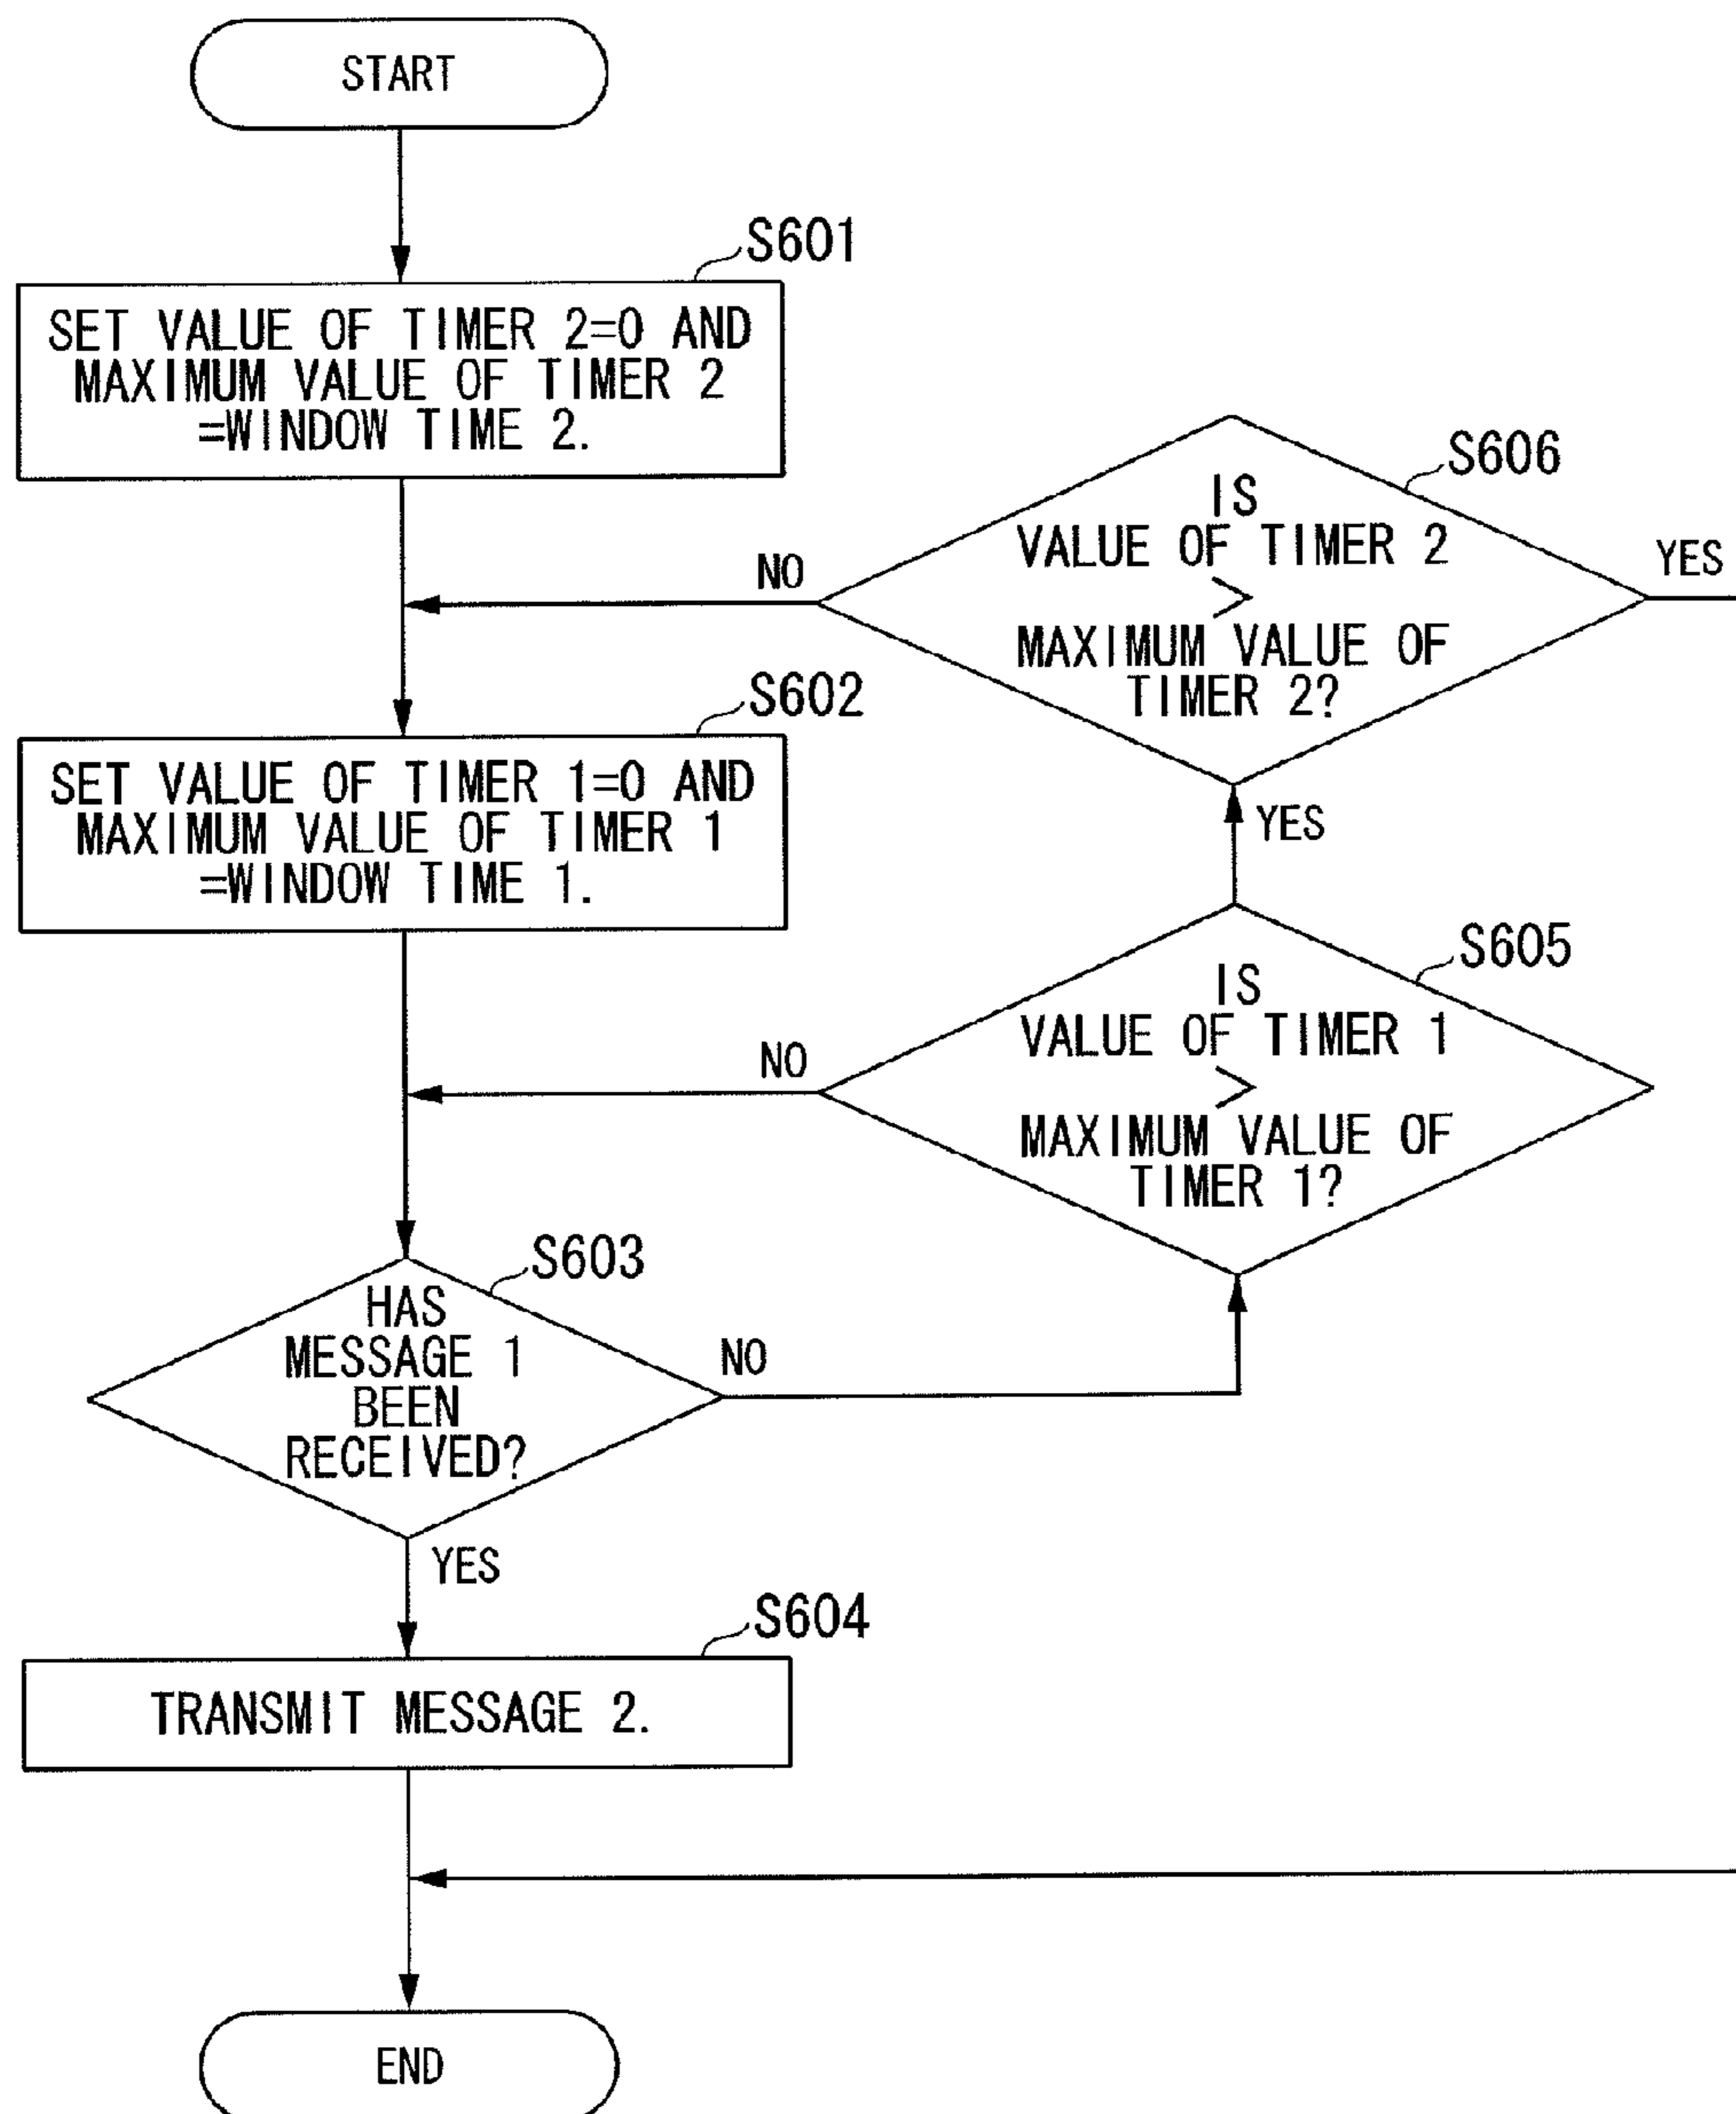 START
S601
SET VALUE OF TIMER 2=0 AND
MAXIMUM VALUE OF TIMER 2
=WINDOW TIME 2.
S606
IS
VALUE OF TIMER 2
>
MAXIMUM VALUE OF
TIMER 2?
NO
YES
S602
SET VALUE OF TIMER 1=0 AND
MAXIMUM VALUE OF TIMER 1
=WINDOW TIME 1.
YES
S605
IS
VALUE OF TIMER 1
>
MAXIMUM VALUE OF
TIMER 1?
NO
S603
HAS
MESSAGE 1
BEEN
RECEIVED?
NO
YES
S604
TRANSMIT MESSAGE 2.
END